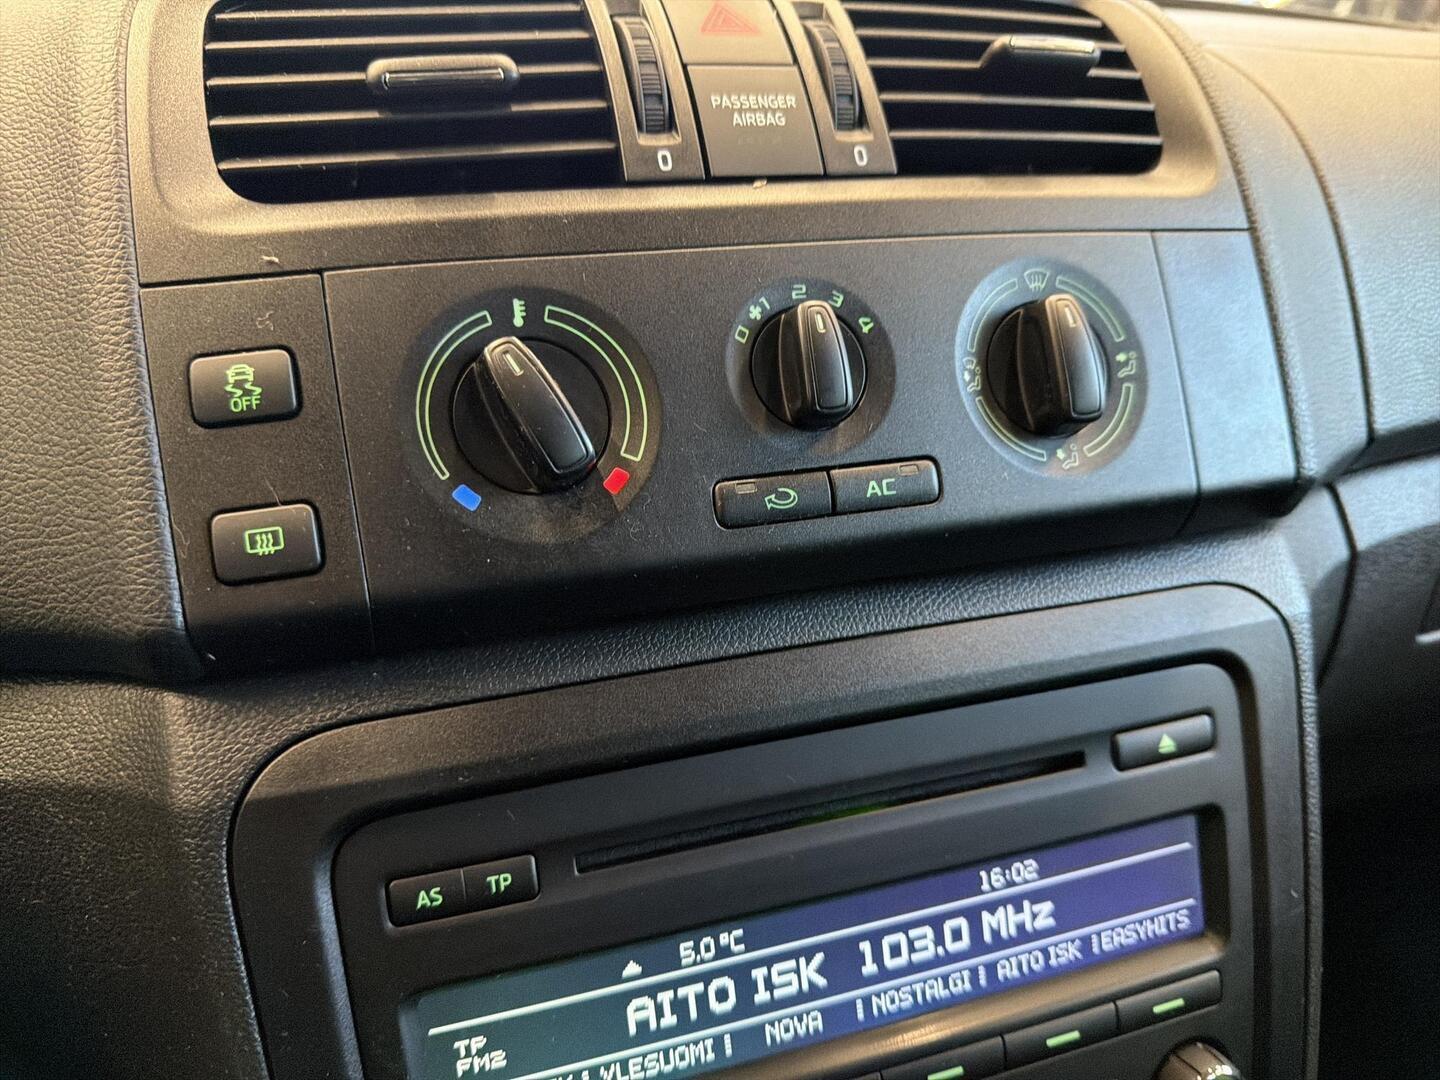 PASSENGER
AIRBAG
0
0
0 1 2 3 4
OFF
AC
AS
TP
16:02
5.0 °C
AITO ISK 103.0 MHz
TP
FM2
YLESUOMI NOVA NOSTALGI AITO ISK EASYHITS